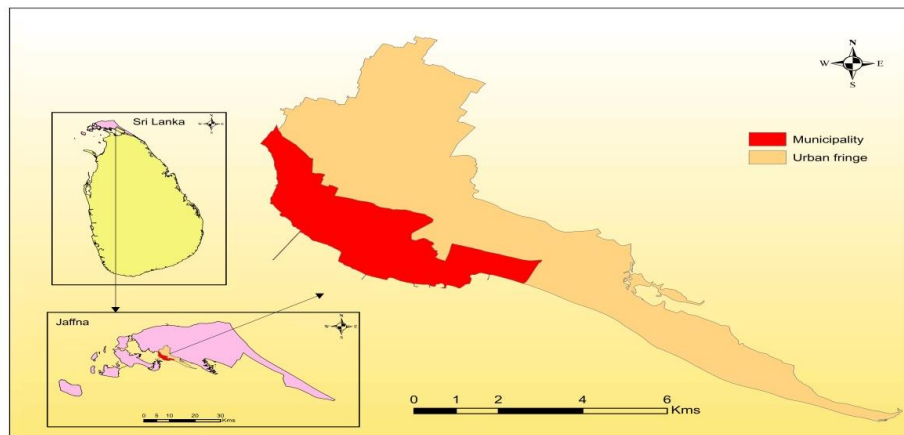 N
W E
S
Sri Lanka
Municipality
Urban fringe
Jaffna
0 5 10 20 30
Kms
0 1 2 4 6
Kms